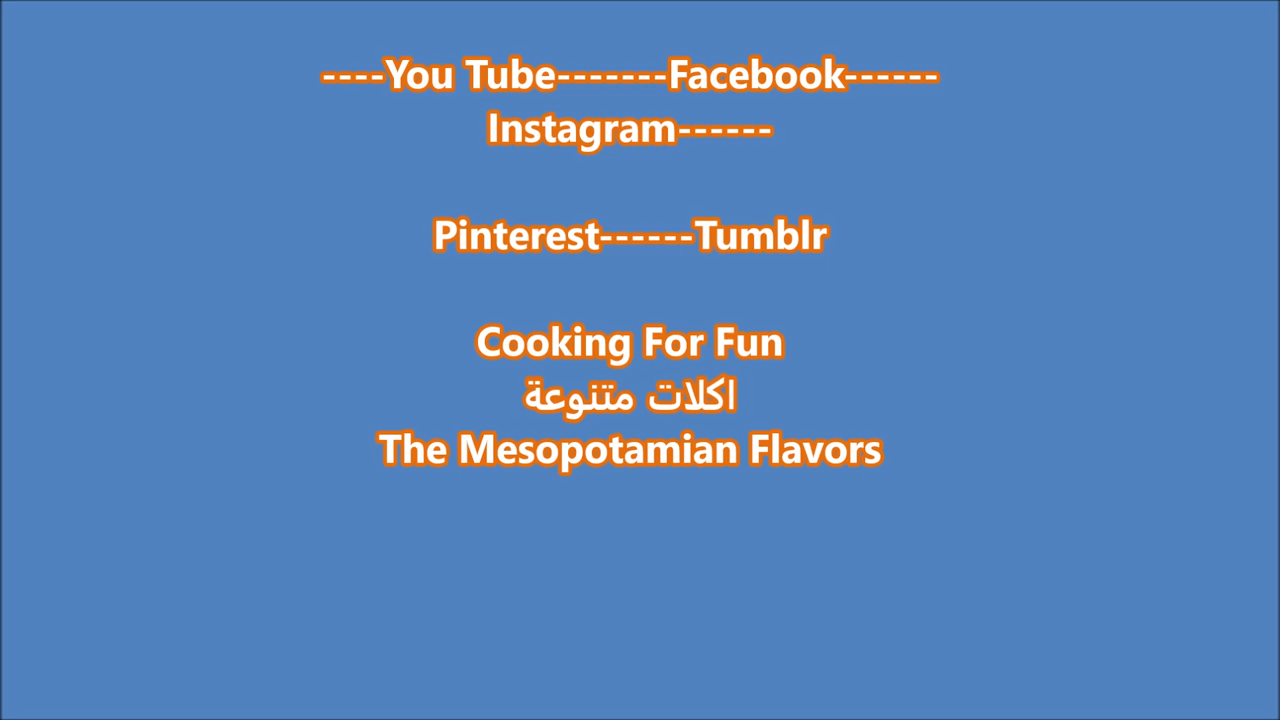 ----You Tube-------Facebook------
Instagram------
Pinterest------Tumblr
Cooking For Fun
اكلات متنوعة
The Mesopotamian Flavors